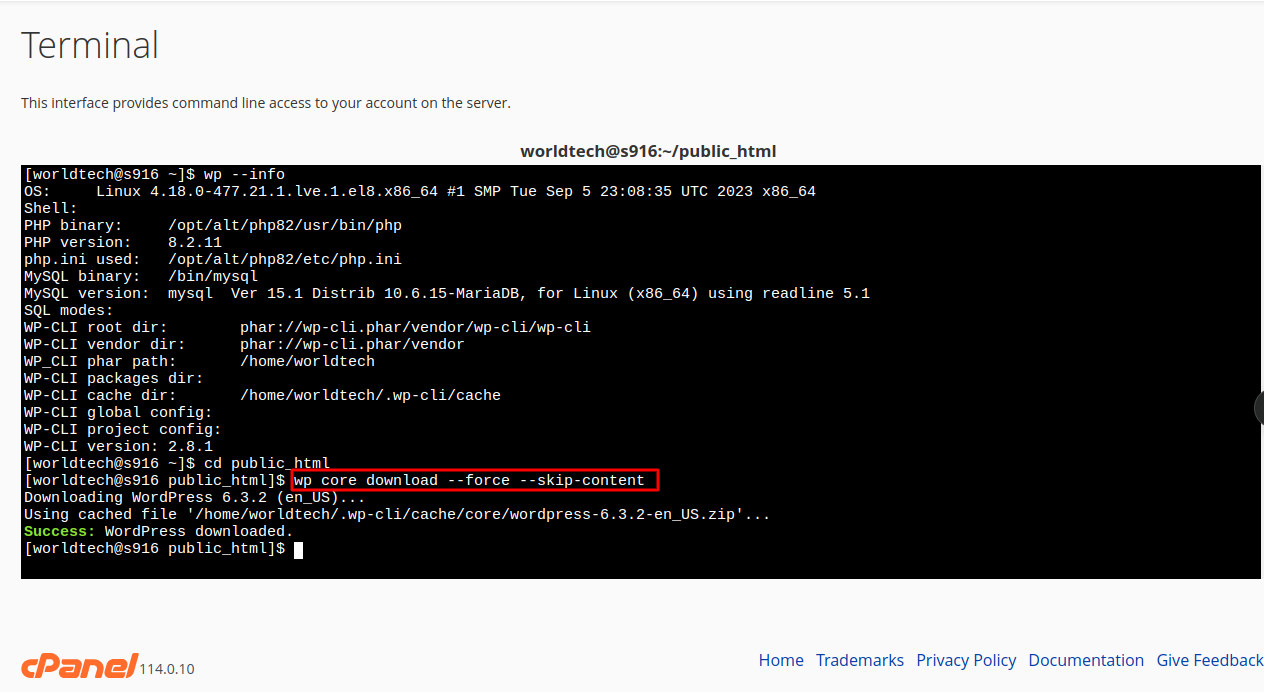 Terminal
This interface provides command line access to your account on the server.
worldtech@s916:~/public_html
[worldtech@s916 ~]$ wp --info
OS:     Linux 4.18.0-477.21.1.lve.1.el8.x86_64 #1 SMP Tue Sep 5 23:08:35 UTC 2023 x86_64
Shell:
PHP binary:     /opt/alt/php82/usr/bin/php
PHP version:    8.2.11
php.ini used:   /opt/alt/php82/etc/php.ini
MySQL binary:   /bin/mysql
MySQL version:  mysql  Ver 15.1 Distrib 10.6.15-MariaDB, for Linux (x86_64) using readline 5.1
SQL modes:
WP-CLI root dir:        phar://wp-cli.phar/vendor/wp-cli/wp-cli
WP-CLI vendor dir:      phar://wp-cli.phar/vendor
WP_CLI phar path:       /home/worldtech
WP-CLI packages dir:
WP-CLI cache dir:       /home/worldtech/.wp-cli/cache
WP-CLI global config:
WP-CLI project config:
WP-CLI version: 2.8.1
[worldtech@s916 ~]$ cd public_html
[worldtech@s916 public_html]$ wp core download --force --skip-content
Downloading WordPress 6.3.2 (en_US)...
Using cached file '/home/worldtech/.wp-cli/cache/core/wordpress-6.3.2-en_US.zip'...
Success: WordPress downloaded.
[worldtech@s916 public_html]$
cPanel 114.0.10
Home Trademarks Privacy Policy Documentation Give Feedback